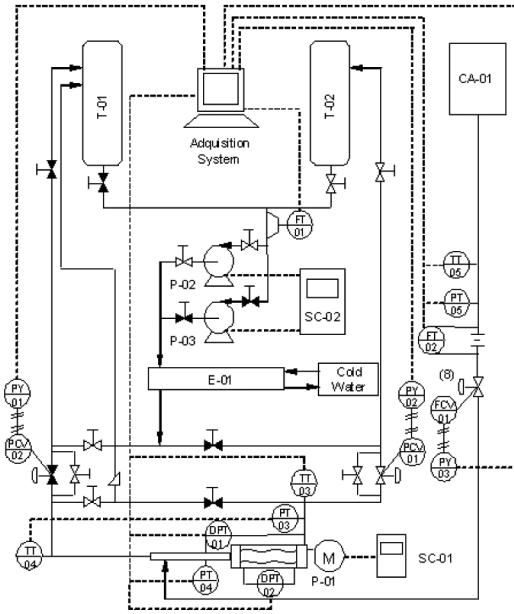 T-01
T-02
CA-01
Adquisition
System
FT
01
TT
05
P-02
PT
05
SC-02
FT
02
P-03
Cold
Water
E-01
(8)
PY
01
PY
02
FCV
01
PCV
02
PCV
01
PY
03
TT
03
PT
03
DPT
01
TT
04
M
SC-01
PT
04
DPT
02
P-01